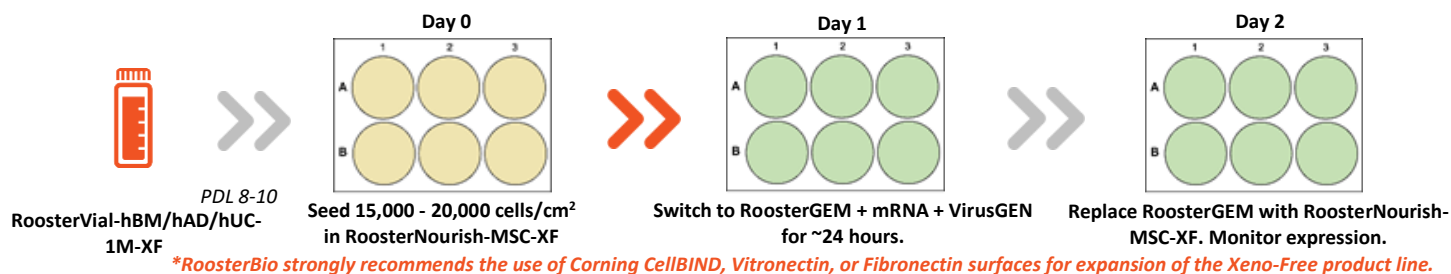 Day 0
Day 1
Day 2
1 2 3
A
B
1 2 3
A
B
1 2 3
A
B
PDL 8-10
RoosterVial-hBM/hAD/hUC-
1M-XF
Seed 15,000 - 20,000 cells/cm²
in RoosterNourish-MSC-XF
Switch to RoosterGEM + mRNA + VirusGEN
for ~24 hours.
Replace RoosterGEM with RoosterNourish-
MSC-XF. Monitor expression.
*RoosterBio strongly recommends the use of Corning CellBIND, Vitronectin, or Fibronectin surfaces for expansion of the Xeno-Free product line.